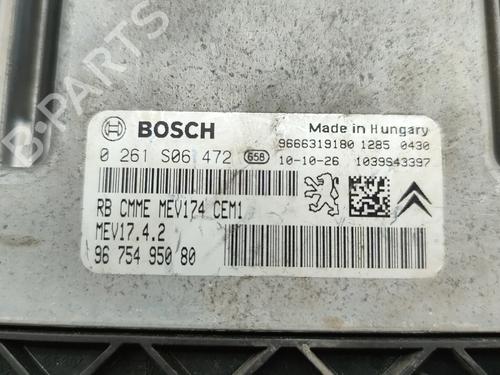 BOSCH
Made in Hungary
0 261 S06 472 G5B
9666319180 1285 0430
10-10-26 1039S43397
RB CMME MEV174 CEM1
MEV17.4.2
96 754 950 80
B-PARTS